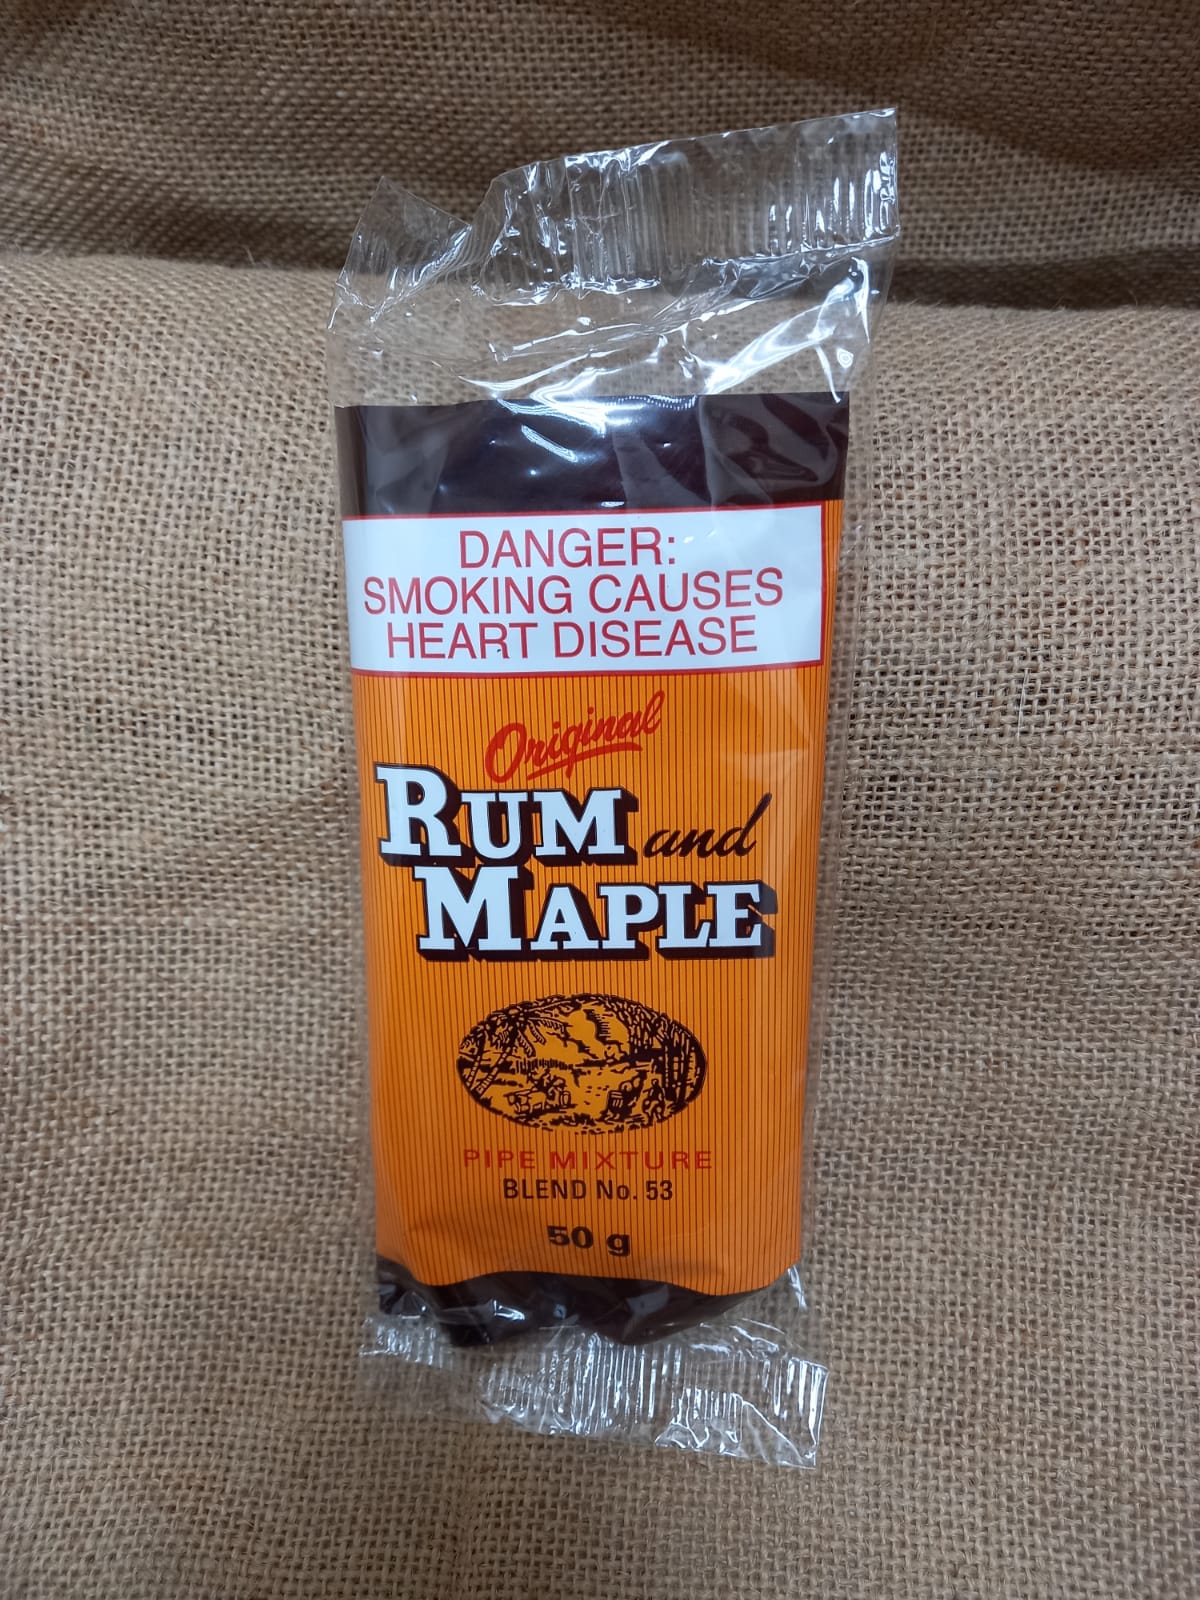 DANGER:
SMOKING CAUSES
HEART DISEASE
Original
RUM and
MAPLE
PIPE MIXTURE
BLEND No. 53
50 g